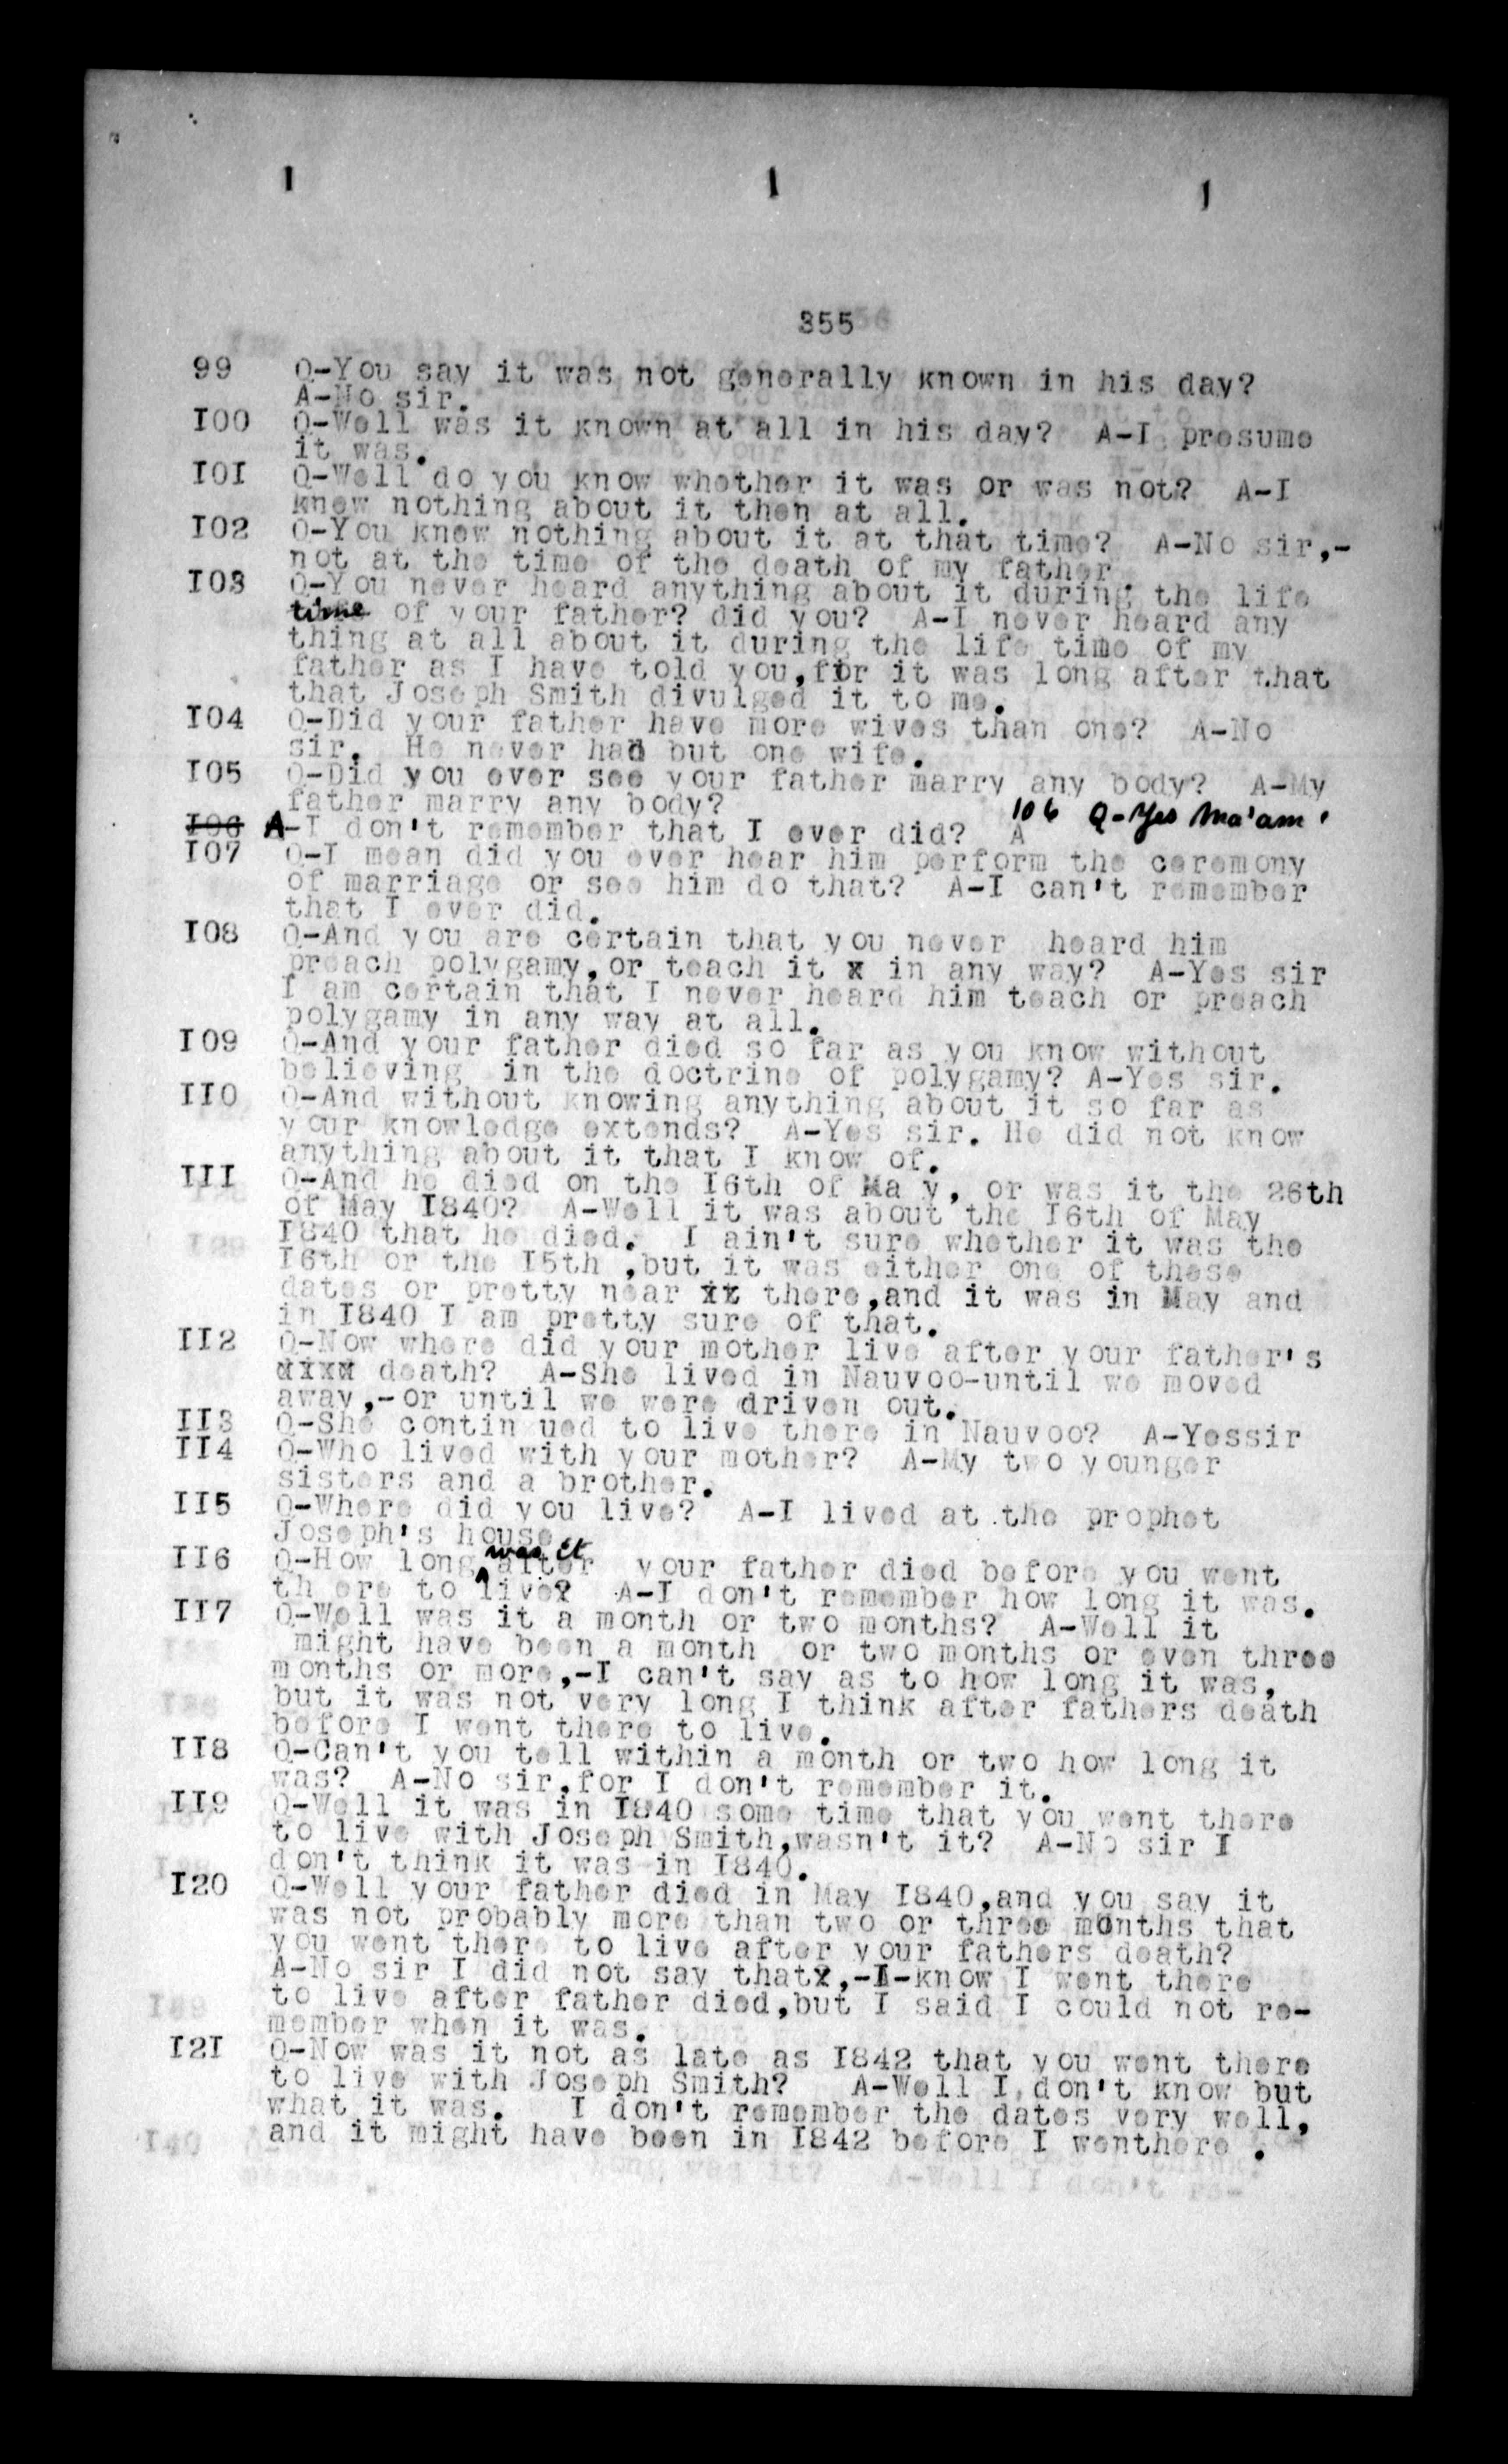 355
99 Q-You say it was not generally known in his day?
A-No sir.
I00 Q-Well was it known at all in his day? A-I presume
it was.
I0I Q-Well do you know whether it was or was not? A-I
knew nothing about it then at all.
I02 Q-You knew nothing about it at that time? A-No sir,-
not at the time of the death of my father.
I03 Q-You never heard anything about it during the life
time of your father? did you? A-I never heard any
thing at all about it during the life time of my
father as I have told you,for it was long after that
that Joseph Smith divulged it to me.
I04 Q-Did your father have more wives than one? A-No
sir. He never had but one wife.
I05 Q-Did you ever see your father marry any body? A-My
father marry any body?
106 Q-Yes Ma'am.
I06 A-I don't remember that I ever did? A
I07 Q-I mean did you ever hear him perform the ceremony
of marriage or see him do that? A-I can't remember
that I ever did.
I08 Q-And you are certain that you never heard him
preach polygamy,or teach it x in any way? A-Yes sir
I am certain that I never heard him teach or preach
polygamy in any way at all.
I09 Q-And your father died so far as you know without
believing in the doctrine of polygamy? A-Yes sir.
II0 Q-And without knowing anything about it so far as
your knowledge extends? A-Yes sir. He did not know
anything about it that I know of.
III Q-And he died on the I6th of Ma y, or was it the 26th
of May I840? A-Well it was about the I6th of May
I840 that he died. I ain't sure whether it was the
I6th or the I5th ,but it was either one of these
dates or pretty near it there,and it was in May and
in I840 I am pretty sure of that.
II2 Q-Now where did your mother live after your father's
death? A-She lived in Nauvoo-until we moved
away,-or until we were driven out.
II3 Q-She contin ued to live there in Nauvoo? A-Yessir
II4 Q-Who lived with your mother? A-My two younger
sisters and a brother.
II5 Q-Where did you live? A-I lived at the prophet
Joseph's house.
II6 Q-How long was it after your father died before you went
th ere to live? A-I don't remember how long it was.
II7 Q-Well was it a month or two months? A-Well it
might have been a month or two months or even three
months or more,-I can't say as to how long it was,
but it was not very long I think after fathers death
before I went there to live.
II8 Q-Can't you tell within a month or two how long it
was? A-No sir,for I don't remember it.
II9 Q-Well it was in I840 some time that you went there
to live with Joseph Smith,wasn't it? A-No sir I
don't think it was in I840.
I20 Q-Well your father died in May I840,and you say it
was not probably more than two or three months that
you went there to live after your fathers death?
A-No sir I did not say that,-I-know I went there
to live after father died,but I said I could not re-
member when it was.
I2I Q-Now was it not as late as I842 that you went there
to live with Joseph Smith? A-Well I don't know but
what it was. I don't remember the dates very well,
and it might have been in I842 before I wenthere .